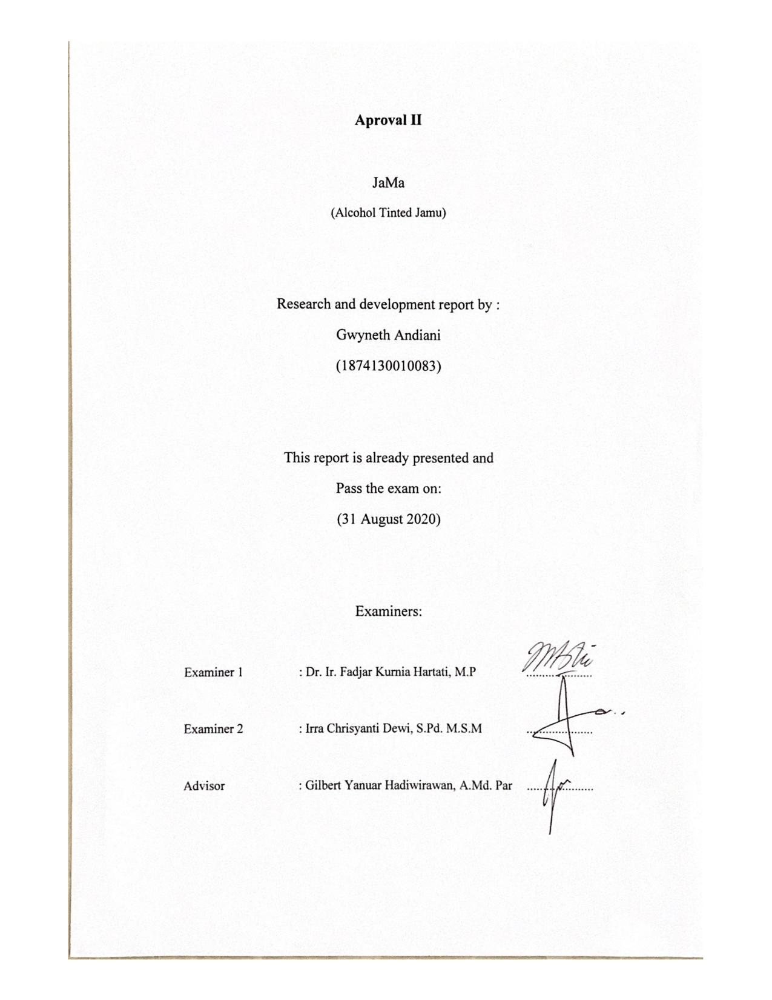 Aproval II
JaMa
(Alcohol Tinted Jamu)
Research and development report by :
Gwyneth Andiani
(1874130010083)
This report is already presented and
Pass the exam on:
(31 August 2020)
Examiners:
Examiner 1 : Dr. Ir. Fadjar Kurnia Hartati, M.P ....................
Examiner 2 : Irra Chrisyanti Dewi, S.Pd. M.S.M ....................
Advisor : Gilbert Yanuar Hadiwirawan, A.Md. Par ....................